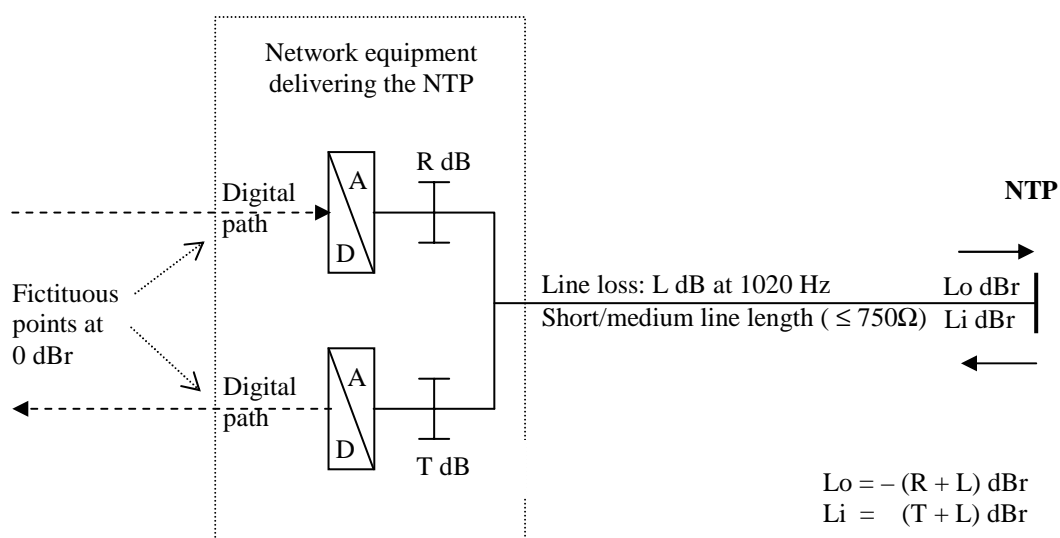 Network equipment
delivering the NTP
R dB
A
D
Digital
path
NTP
Fictituous
points at
0 dBr
Line loss: L dB at 1020 Hz
Short/medium line length ( ≤ 750Ω)
Lo dBr
Li dBr
Digital
path
A
D
T dB
Lo = – (R + L) dBr
Li = (T + L) dBr